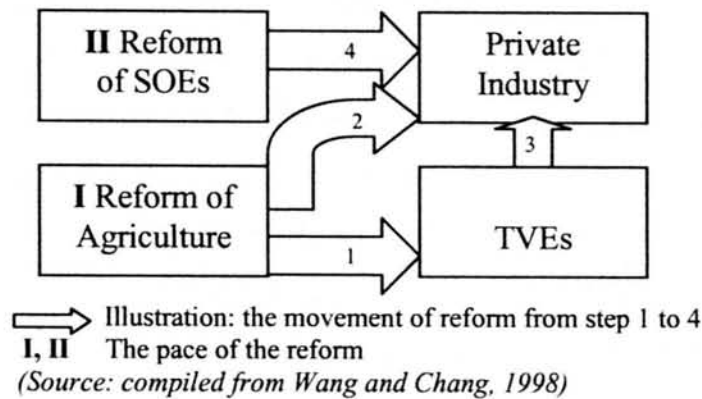 II Reform
of SOEs
4
Private
Industry
2
3
I Reform of
Agriculture
1
TVEs
Illustration: the movement of reform from step 1 to 4
I, II The pace of the reform
(Source: compiled from Wang and Chang, 1998)